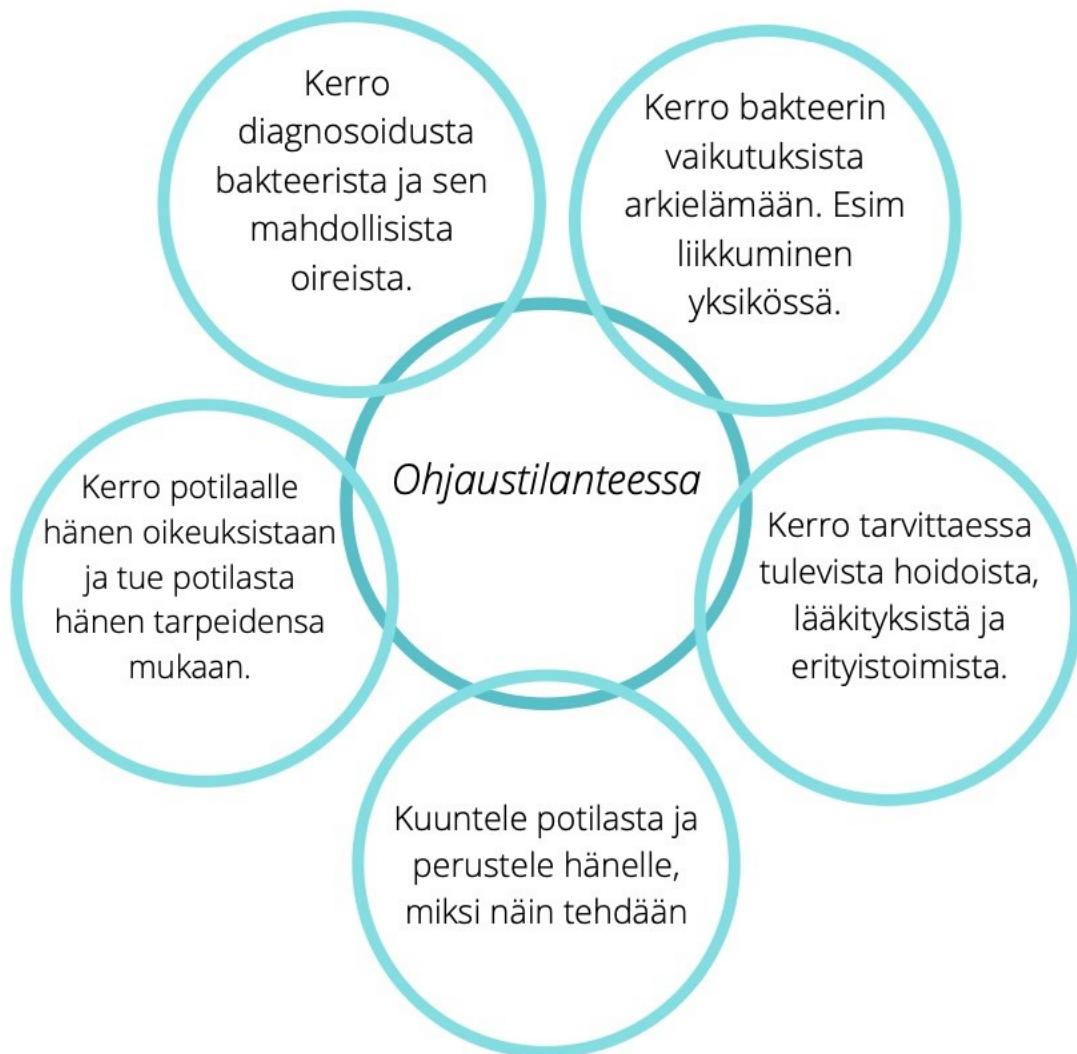 Kerro
diagnosoidusta
bakteerista ja sen
mahdollisista
oireista.
Kerro bakteerin
vaikutuksista
arkielämään. Esim
liikkuminen
yksikössä.
Ohjaustilanteessa
Kerro potilaalle
hänen oikeuksistaan
ja tue potilasta
hänen tarpeidensa
mukaan.
Kerro tarvittaessa
tulevista hoidoista,
lääkityksistä ja
erityistoimista.
Kuuntele potilasta ja
perustele hänelle,
miksi näin tehdään